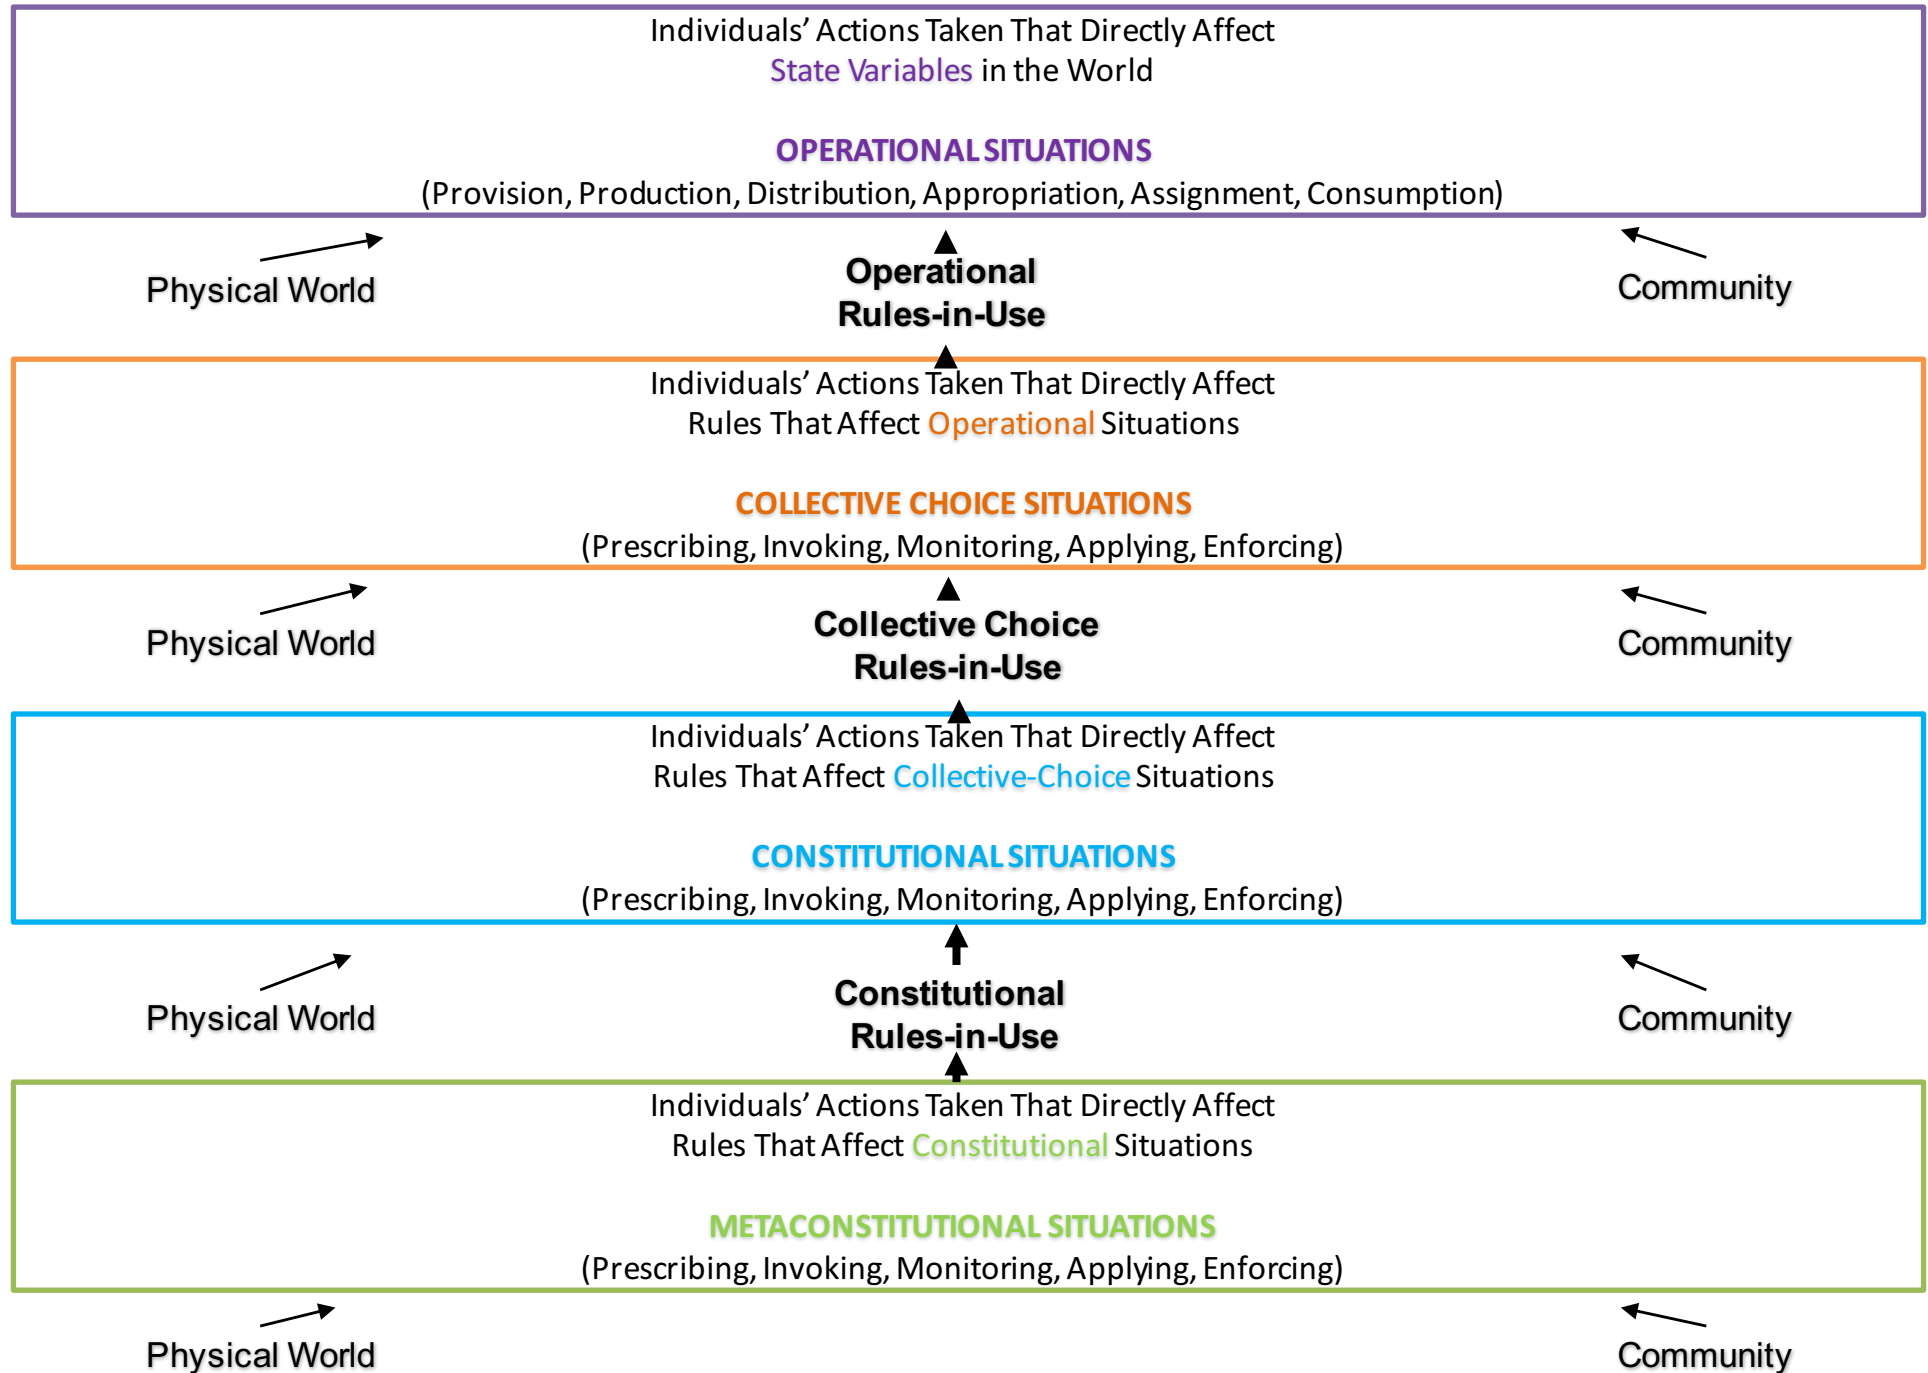 Individuals’ Actions Taken That Directly Affect
State Variables in the World
OPERATIONAL SITUATIONS
(Provision, Production, Distribution, Appropriation, Assignment, Consumption)
Physical World
Operational
Rules-in-Use
Community
Individuals’ Actions Taken That Directly Affect
Rules That Affect Operational Situations
COLLECTIVE CHOICE SITUATIONS
(Prescribing, Invoking, Monitoring, Applying, Enforcing)
Physical World
Collective Choice
Rules-in-Use
Community
Individuals’ Actions Taken That Directly Affect
Rules That Affect Collective-Choice Situations
CONSTITUTIONAL SITUATIONS
(Prescribing, Invoking, Monitoring, Applying, Enforcing)
Physical World
Constitutional
Rules-in-Use
Community
Individuals’ Actions Taken That Directly Affect
Rules That Affect Constitutional Situations
METACONSTITUTIONAL SITUATIONS
(Prescribing, Invoking, Monitoring, Applying, Enforcing)
Physical World
Community